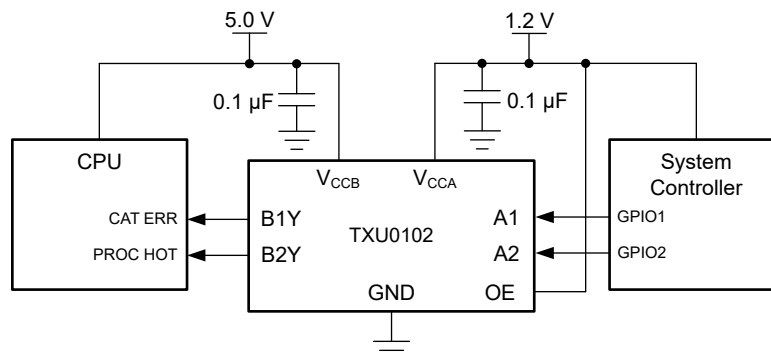 5.0 V
1.2 V
0.1 µF
0.1 µF
CPU
VCCB
VCCA
System
Controller
CAT ERR
B1Y
TXU0102
A1
GPIO1
PROC HOT
B2Y
A2
GPIO2
GND
OE